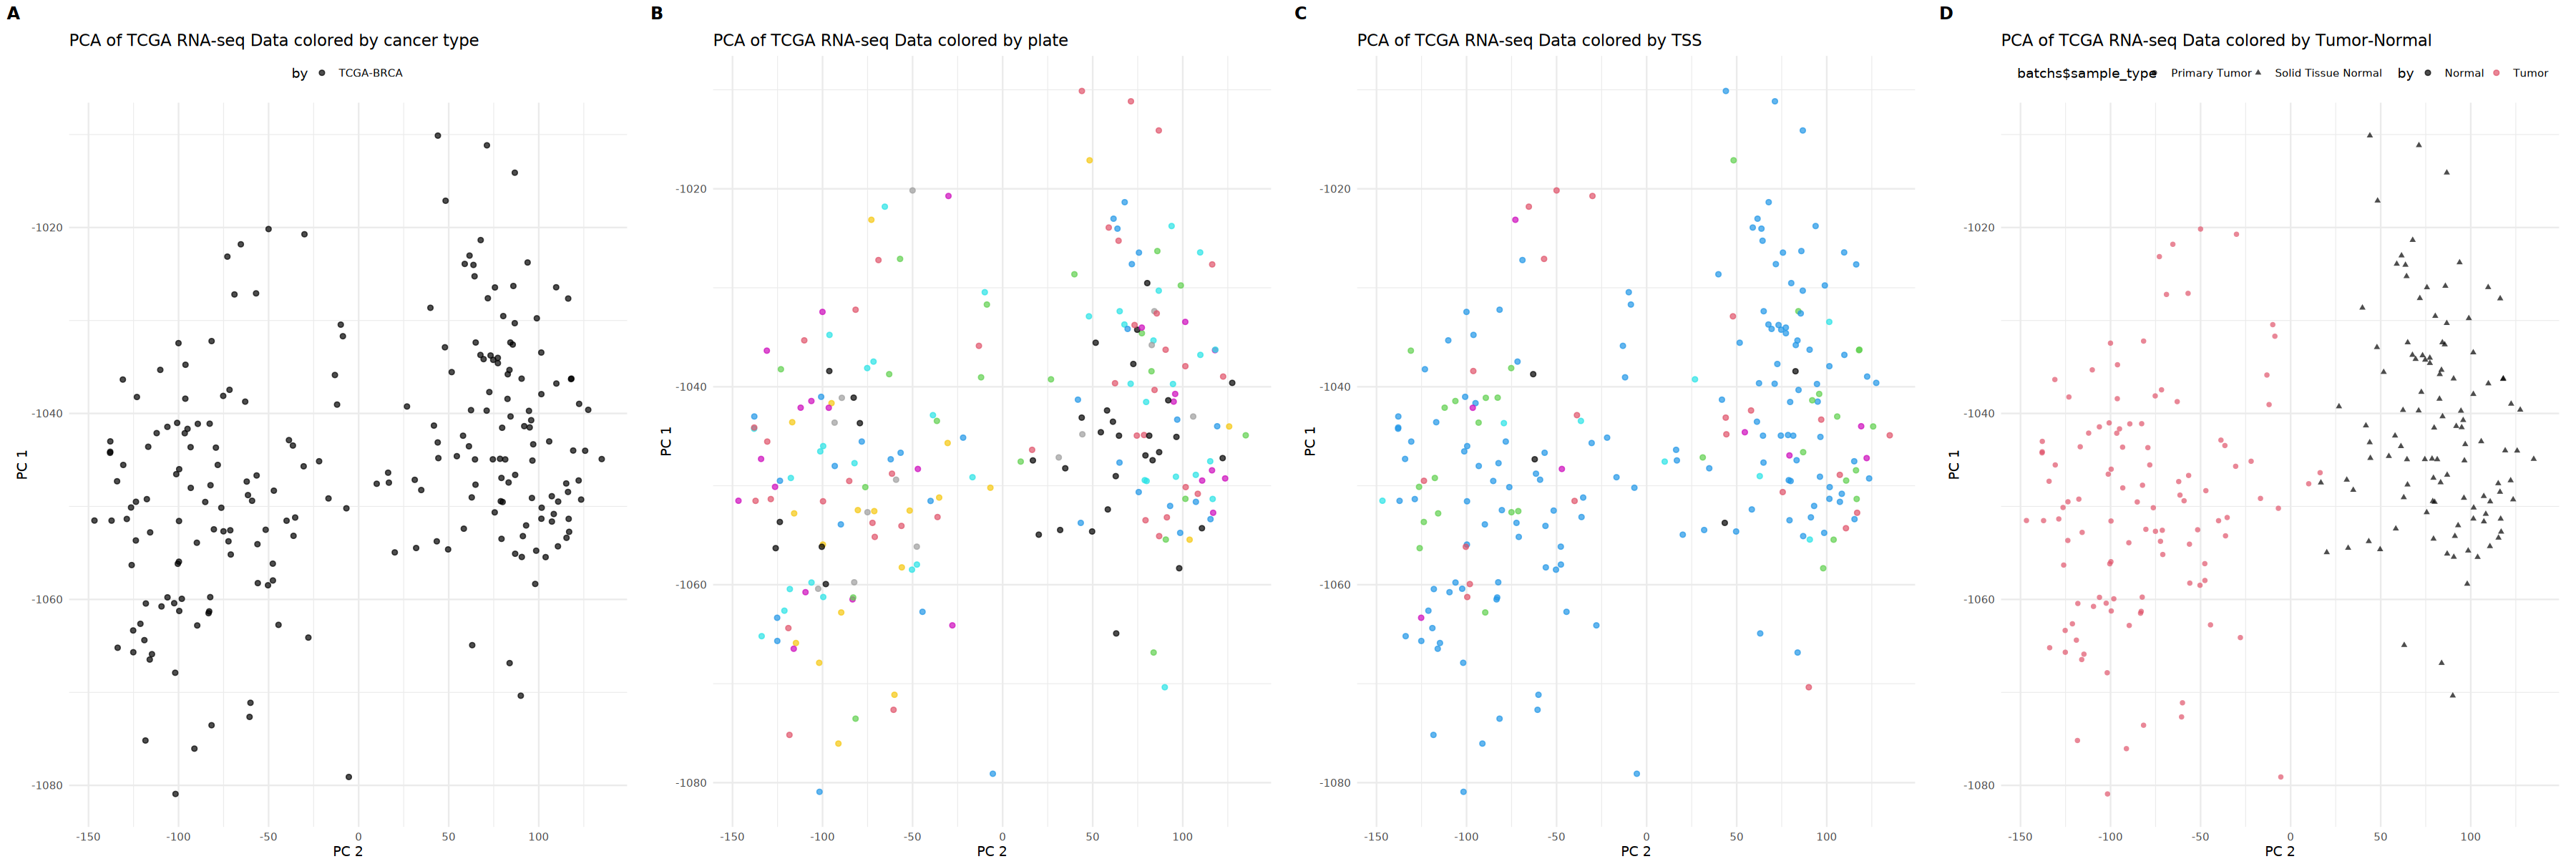 A
PCA of TCGA RNA-seq Data colored by cancer type
by TCGA-BRCA
PC 1
-1020
-1040
-1060
-1080
-150 -100 -50 0 50 100
PC 2
B
PCA of TCGA RNA-seq Data colored by plate
PC 1
-1020
-1040
-1060
-1080
-150 -100 -50 0 50 100
PC 2
C
PCA of TCGA RNA-seq Data colored by TSS
PC 1
-1020
-1040
-1060
-1080
-150 -100 -50 0 50 100
PC 2
D
PCA of TCGA RNA-seq Data colored by Tumor-Normal
batchs$sample_type Primary Tumor Solid Tissue Normal by Normal Tumor
PC 1
-1020
-1040
-1060
-1080
-150 -100 -50 0 50 100
PC 2